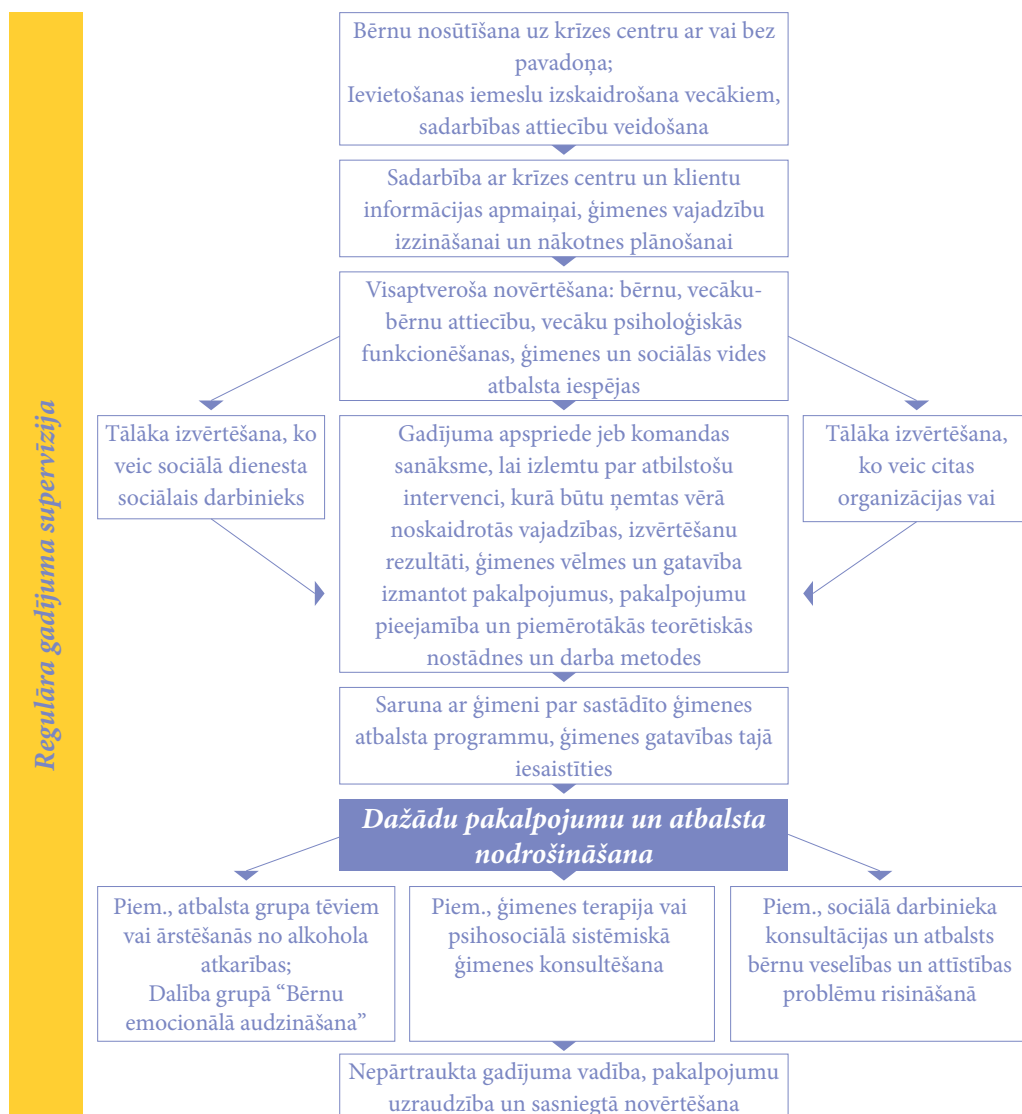 Regulāra gadījuma supervīzija
Bērnu nosūtīšana uz krīzes centru ar vai bez
pavadoņa;
Ievietošanas iemeslu izskaidrošana vecākiem,
sadarbības attiecību veidošana
Sadarbība ar krīzes centru un klientu
informācijas apmaiņai, ģimenes vajadzību
izzināšanai un nākotnes plānošanai
Visaptveroša novērtēšana: bērnu, vecāku-
bērnu attiecību, vecāku psiholoģiskās
funkcionēšanas, ģimenes un sociālās vides
atbalsta iespējas
Tālāka izvērtēšana, ko
veic sociālā dienesta
sociālais darbinieks
Gadījuma apspriede jeb komandas
sanāksme, lai izlemtu par atbilstošu
intervenci, kurā būtu ņemtas vērā
noskaidrotās vajadzības, izvērtēšanu
rezultāti, ģimenes vēlmes un gatavība
izmantot pakalpojumus, pakalpojumu
pieejamība un piemērotākās teorētiskās
nostādnes un darba metodes
Tālāka izvērtēšana,
ko veic citas
organizācijas vai
Saruna ar ģimeni par sastādīto ģimenes
atbalsta programmu, ģimenes gatavības tajā
iesaistīties
Dažādu pakalpojumu un atbalsta
nodrošināšana
Piem., atbalsta grupa tēviem
vai ārstēšanās no alkohola
atkarības;
Dalība grupā “Bērnu
emocionālā audzināšana”
Piem., ģimenes terapija vai
psihosociālā sistēmiskā
ģimenes konsultēšana
Piem., sociālā darbinieka
konsultācijas un atbalsts
bērnu veselības un attīstības
problēmu risināšanā
Nepārtraukta gadījuma vadība, pakalpojumu
uzraudzība un sasniegtā novērtēšana